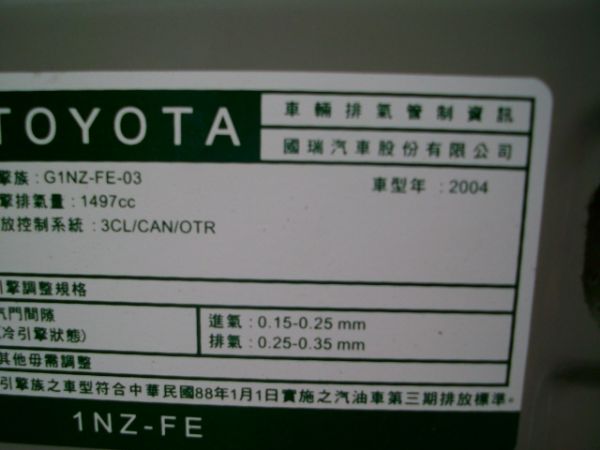 TOYOTA
車輛排氣管制資訊
國瑞汽車股份有限公司
擎族:G1NZ-FE-03
車型年:2004
擎排氣量:1497cc
放控制系統:3CL/CAN/OTR
引擎調整規格
汽門間隙
(冷引擎狀態)
進氣:0.15-0.25 mm
排氣:0.25-0.35 mm
其他毋需調整
引擎族之車型符合中華民國88年1月1日實施之汽油車第三期排放標準。
1NZ-FE